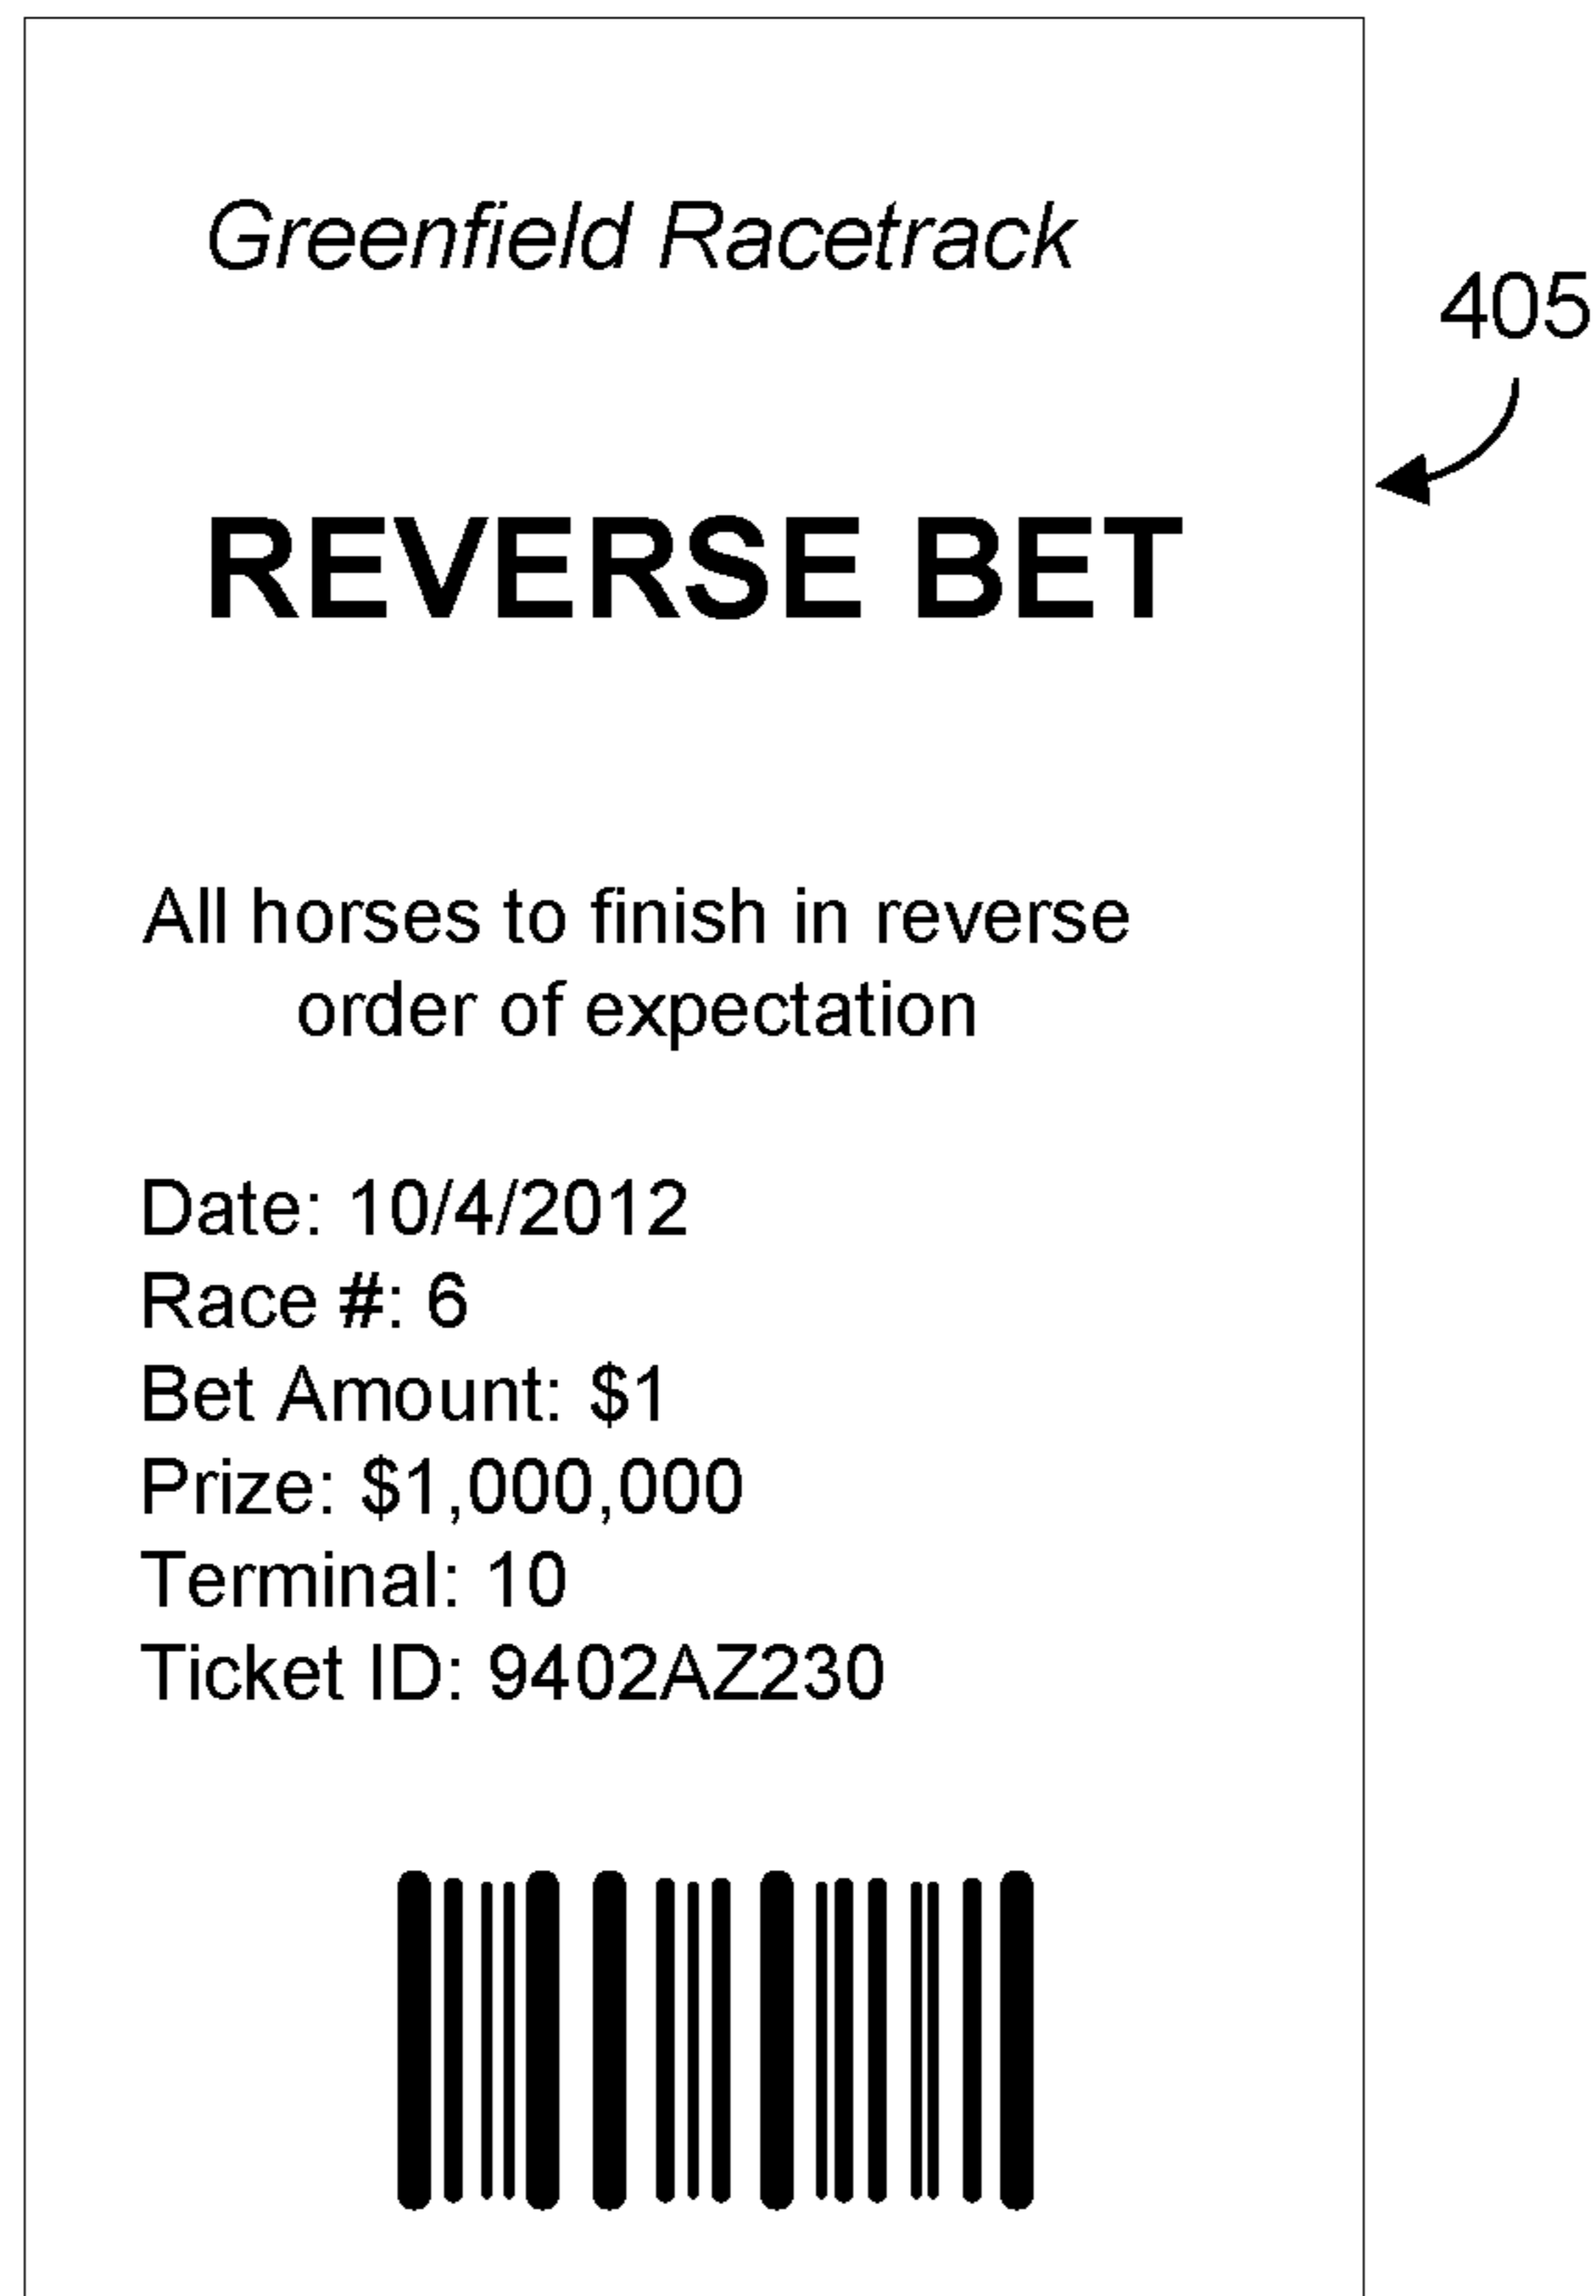 Greenfield Racetrack
405
REVERSE BET
All horses to finish in reverse
order of expectation
Date: 10/4/2012
Race #: 6
Bet Amount: $1
Prize: $1,000,000
Terminal: 10
Ticket ID: 9402AZ230